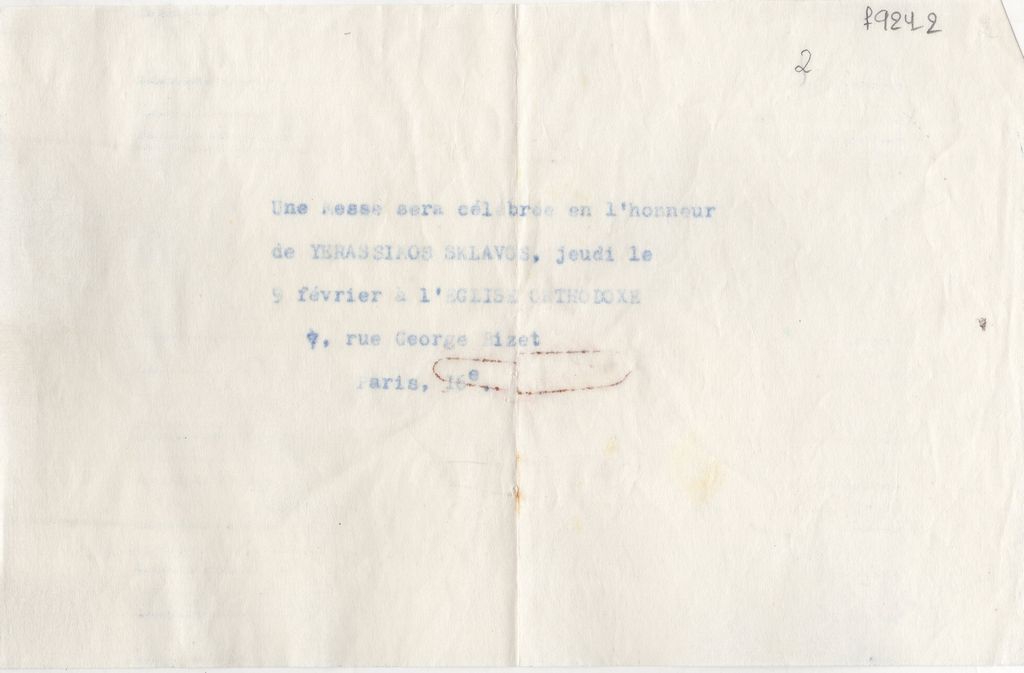 f9242
2
Une Messe sera célébrée en l'honneur
de YERASSIMOS SKLAVOS, jeudi le
9 février à l'EGLISE ORTHODOXE
7, rue George Bizet
Paris, 16e.